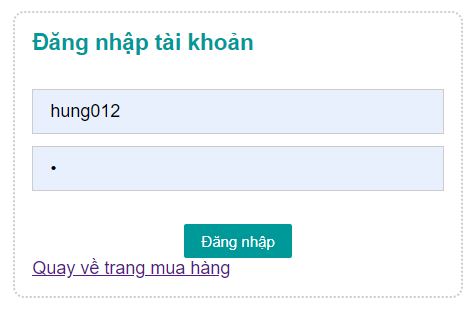 Đăng nhập tài khoản
hung012
•
Đăng nhập
Quay về trang mua hàng